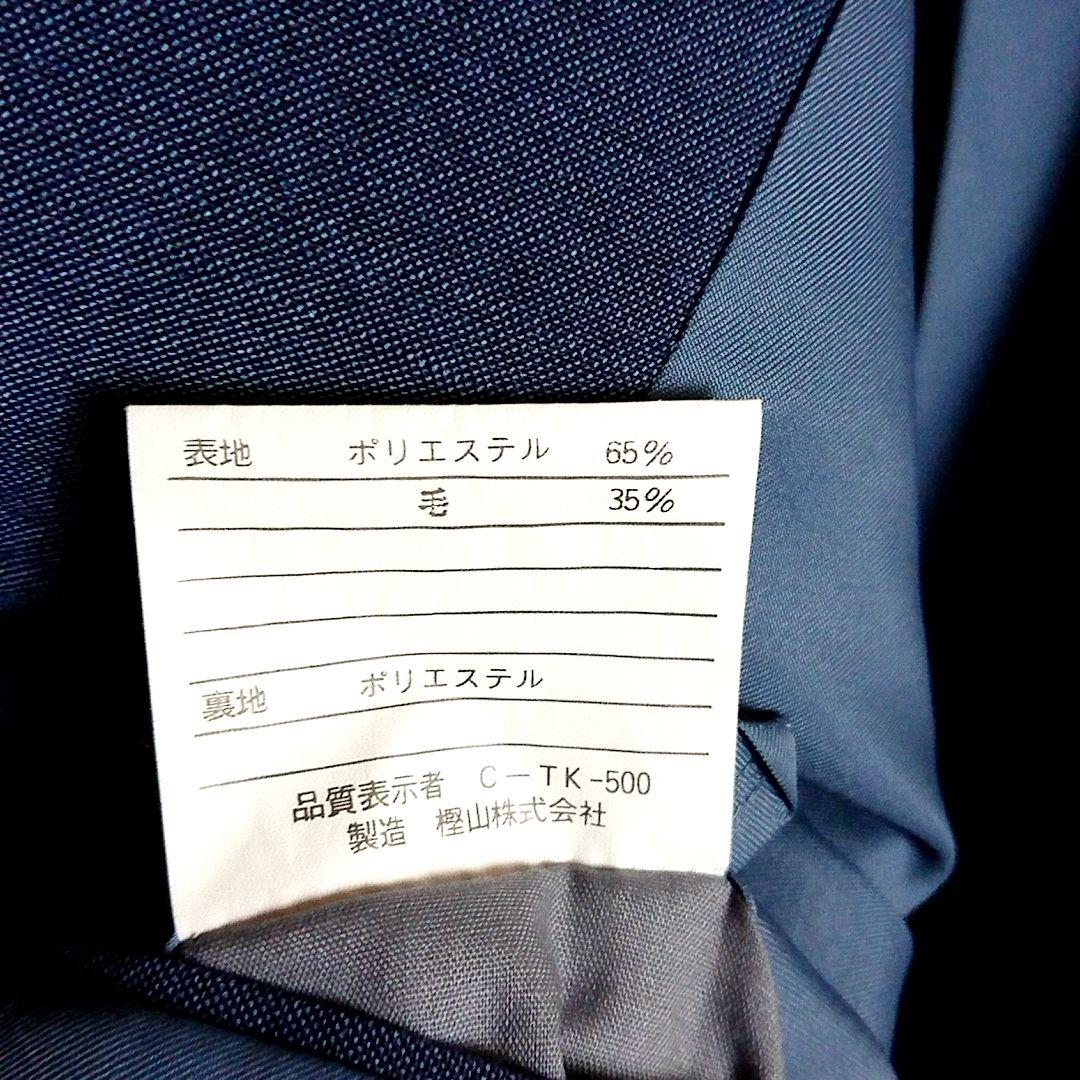 表地 ポリエステル 65%
毛 35%
裏地 ポリエステル
品質表示者 C-TK-500
製造 樫山株式会社